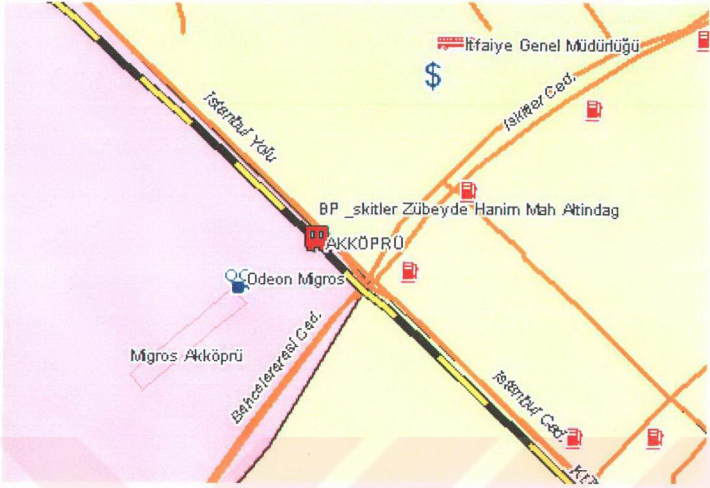 İtfaiye Genel Müdürlüğü
$
İskitler Cad.
İstanbul Yolu
BP _skitler Zübeyde Hanim Mah Altindag
AKKÖPRÜ
Odeon Migros
Migros Akköprü
Bahcelererasi Cad.
İstanbul Cad.